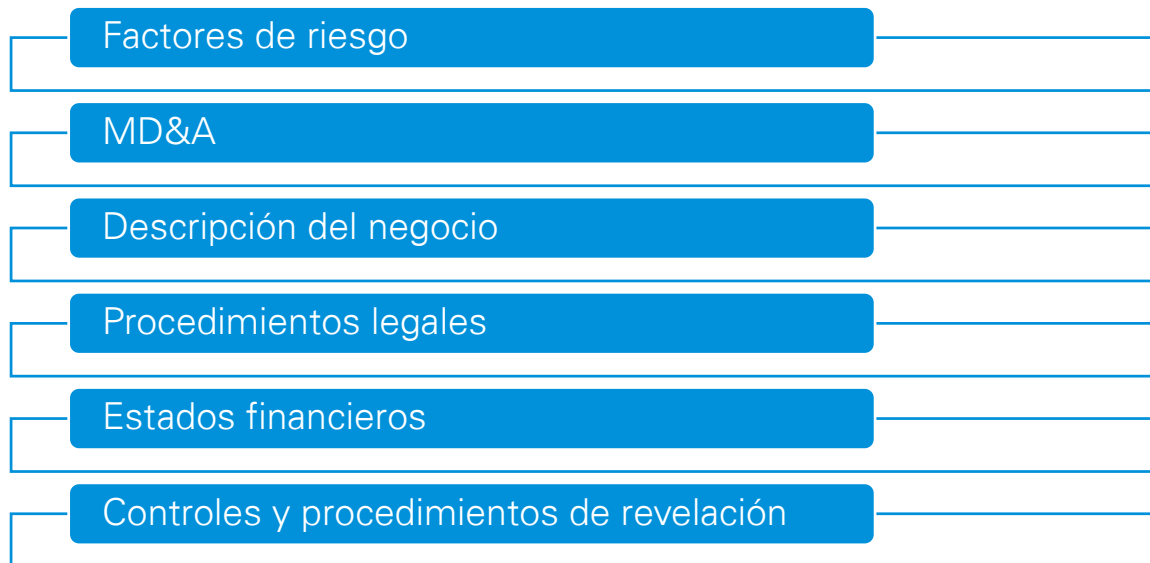 Factores de riesgo
MD&A
Descripción del negocio
Procedimientos legales
Estados financieros
Controles y procedimientos de revelación